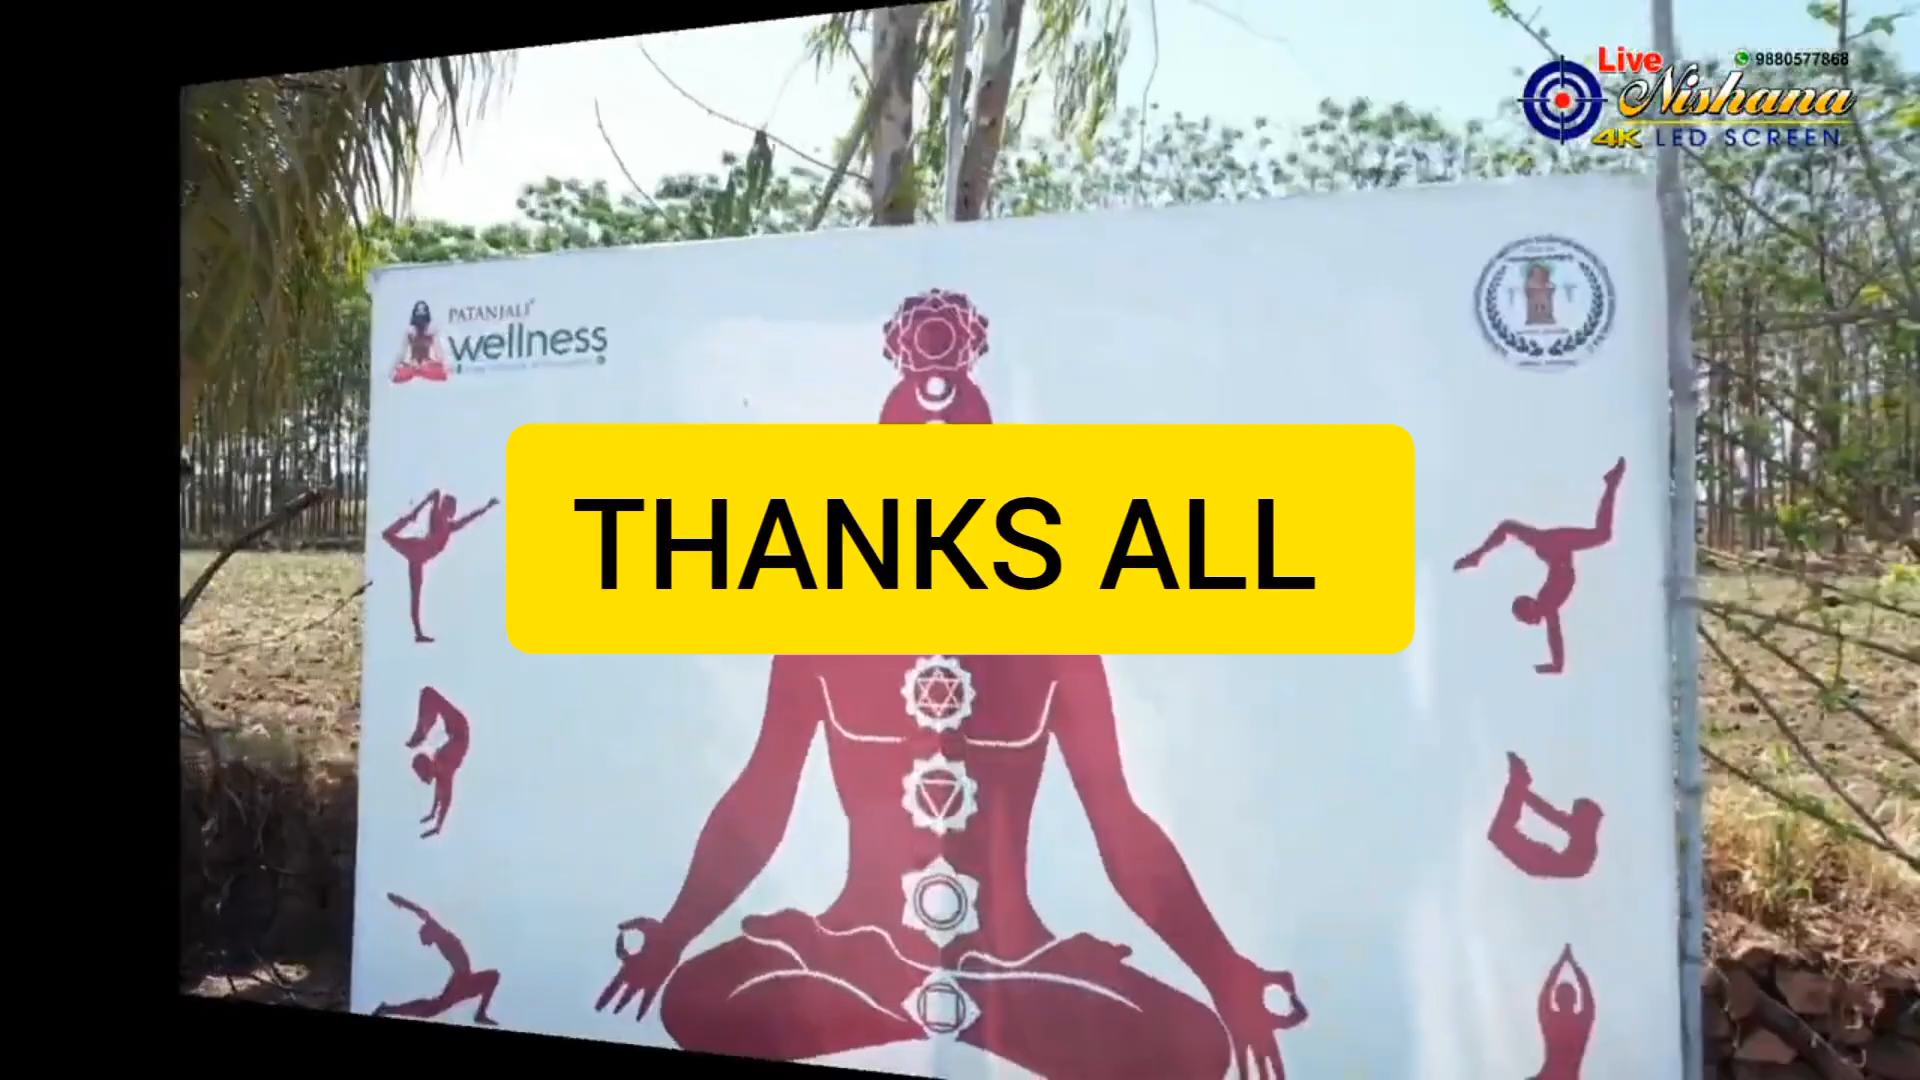 Live
9880577868
Nishana
4K LED SCREEN
PATANJALI
wellness
THANKS ALL